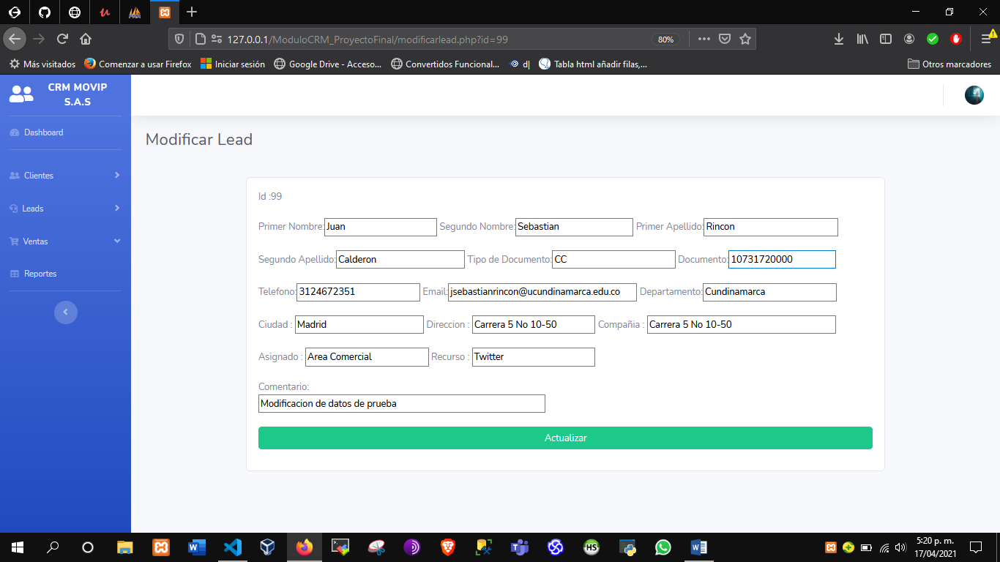 127.0.0.1/ModuloCRM_ProyectoFinal/modificarlead.php?id=99
80%
Más visitados
Comenzar a usar Firefox
Iniciar sesión
Google Drive - Acceso...
Convertidos Funcional...
d|
Tabla html añadir filas,...
Otros marcadores
CRM MOVIP
S.A.S
Dashboard
Clientes
Leads
Ventas
Reportes
Modificar Lead
Id :99
Primer Nombre: Juan Segundo Nombre: Sebastian Primer Apellido: Rincon
Segundo Apellido: Calderon Tipo de Documento: CC Documento: 10731720000
Telefono: 3124672351 Email: jsebastianrincon@ucundinamarca.edu.co Departamento: Cundinamarca
Ciudad : Madrid Direccion : Carrera 5 No 10-50 Compañia : Carrera 5 No 10-50
Asignado : Area Comercial Recurso : Twitter
Comentario:
Modificacion de datos de prueba
Actualizar
5:20 p. m.
17/04/2021